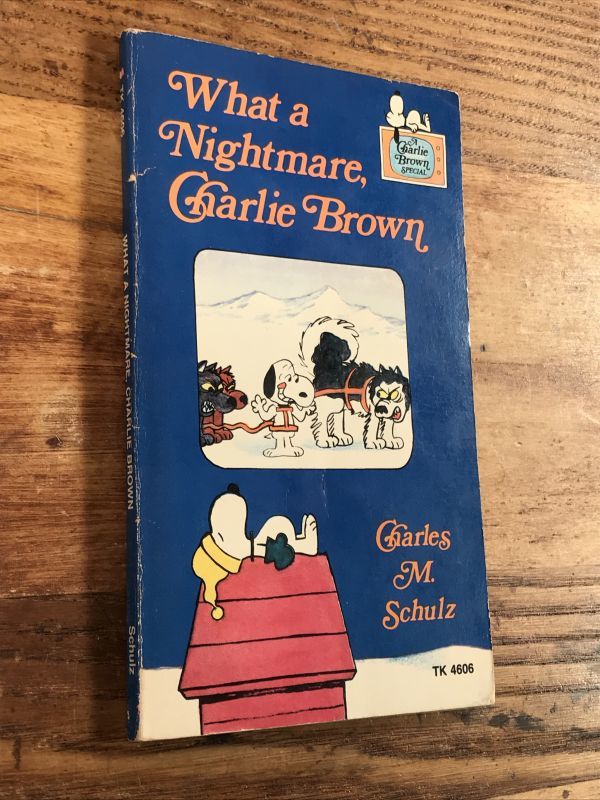 What a
Nightmare,
Charlie Brown
A
Charlie
Brown
SPECIAL
Charles
M.
Schulz
TK 4606
WHAT A NIGHTMARE, CHARLIE BROWN
Schulz